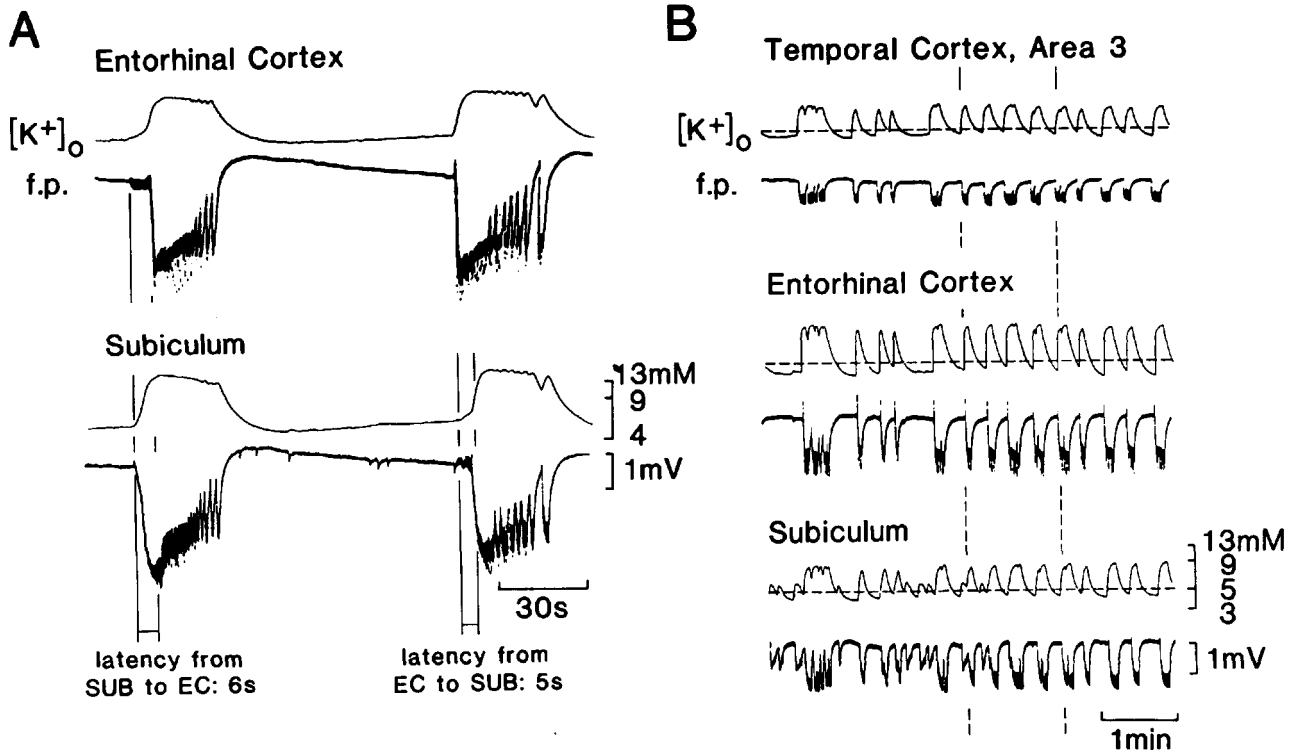 A
Entorhinal Cortex
[K+]o
f.p.
Subiculum
13mM
9
4
1mV
30s
latency from
SUB to EC: 6s
latency from
EC to SUB: 5s
B
Temporal Cortex, Area 3
[K+]o
f.p.
Entorhinal Cortex
Subiculum
13mM
9
5
3
1mV
1min